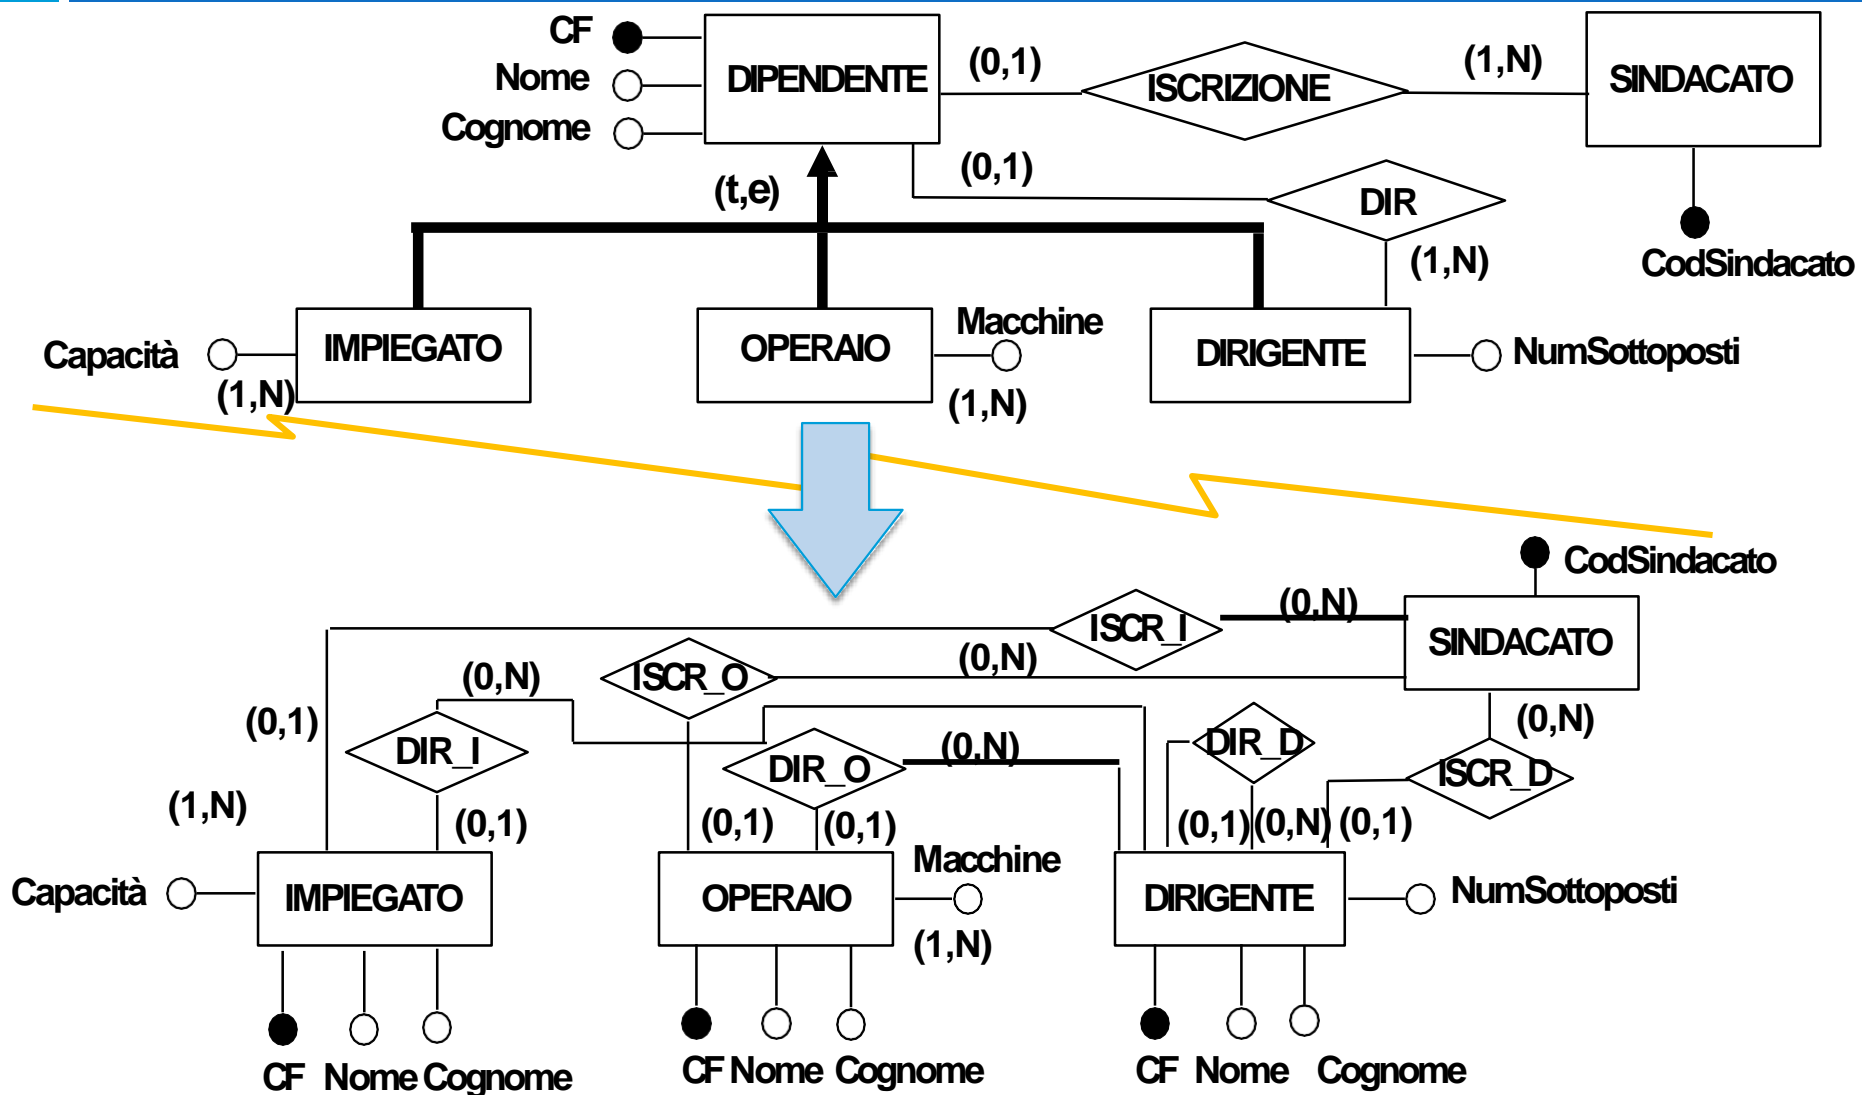 CF
DIPENDENTE
(0,1)
ISCRIZIONE
(1,N)
SINDACATO
Nome
Cognome
(t,e)
(0,1)
DIR
(1,N)
CodSindacato
Capacità
(1,N)
IMPIEGATO
OPERAIO
Macchine
(1,N)
DIRIGENTE
NumSottoposti
CodSindacato
ISCR_I
(0,N)
SINDACATO
ISCR_O
(0,N)
(0,N)
(0,1)
DIR_I
DIR_O
(0,N)
DIR_D
(0,N)
ISCR_D
(1,N)
(0,1)
(0,1)
(0,1)
(0,1)
(0,N)
(0,1)
Capacità
IMPIEGATO
OPERAIO
Macchine
(1,N)
DIRIGENTE
NumSottoposti
CF Nome Cognome
CF Nome Cognome
CF Nome Cognome